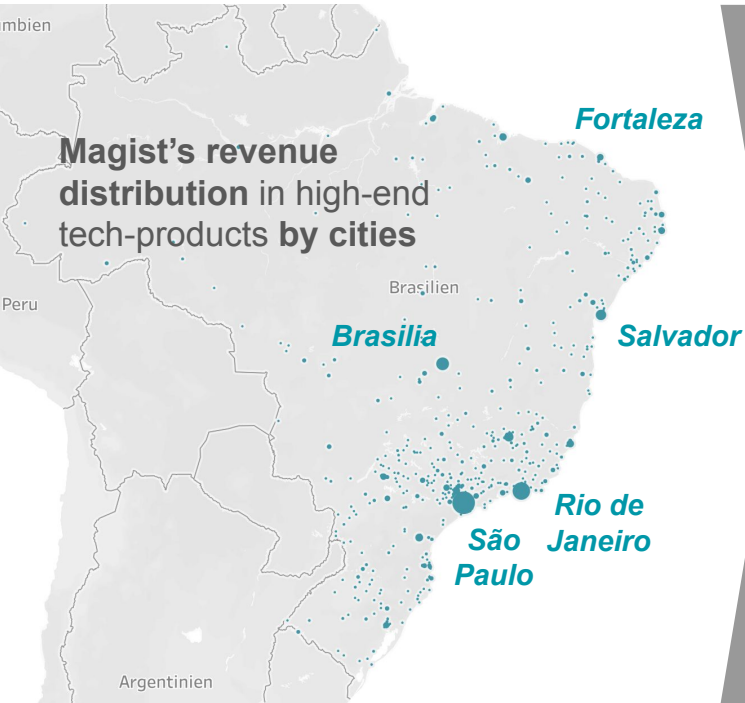 mbien
Fortaleza
Magist's revenue
distribution in high-end
tech-products by cities
Brasilien
Peru
Brasilia
Salvador
Rio de
Janeiro
São
Paulo
Argentinien